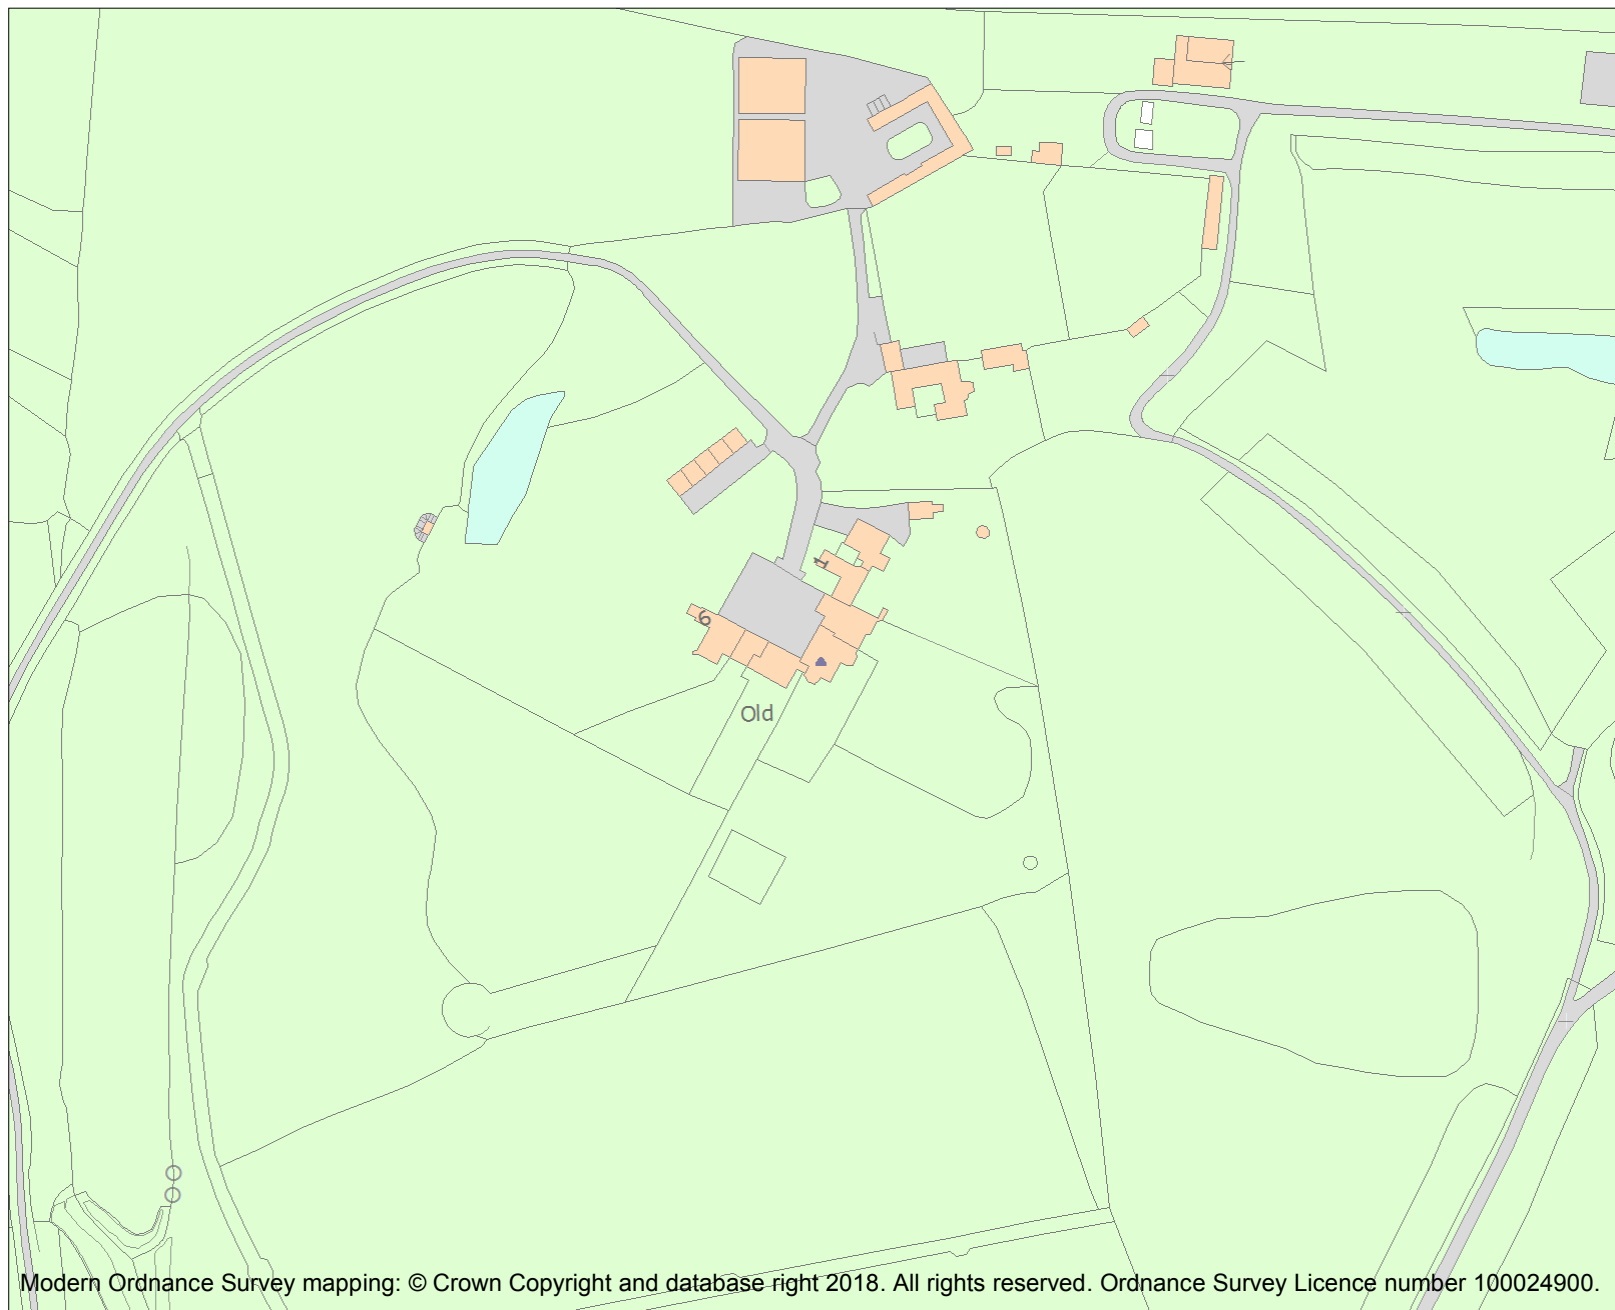 1
6
Old
Modern Ordnance Survey mapping: © Crown Copyright and database right 2018. All rights reserved. Ordnance Survey Licence number 100024900.